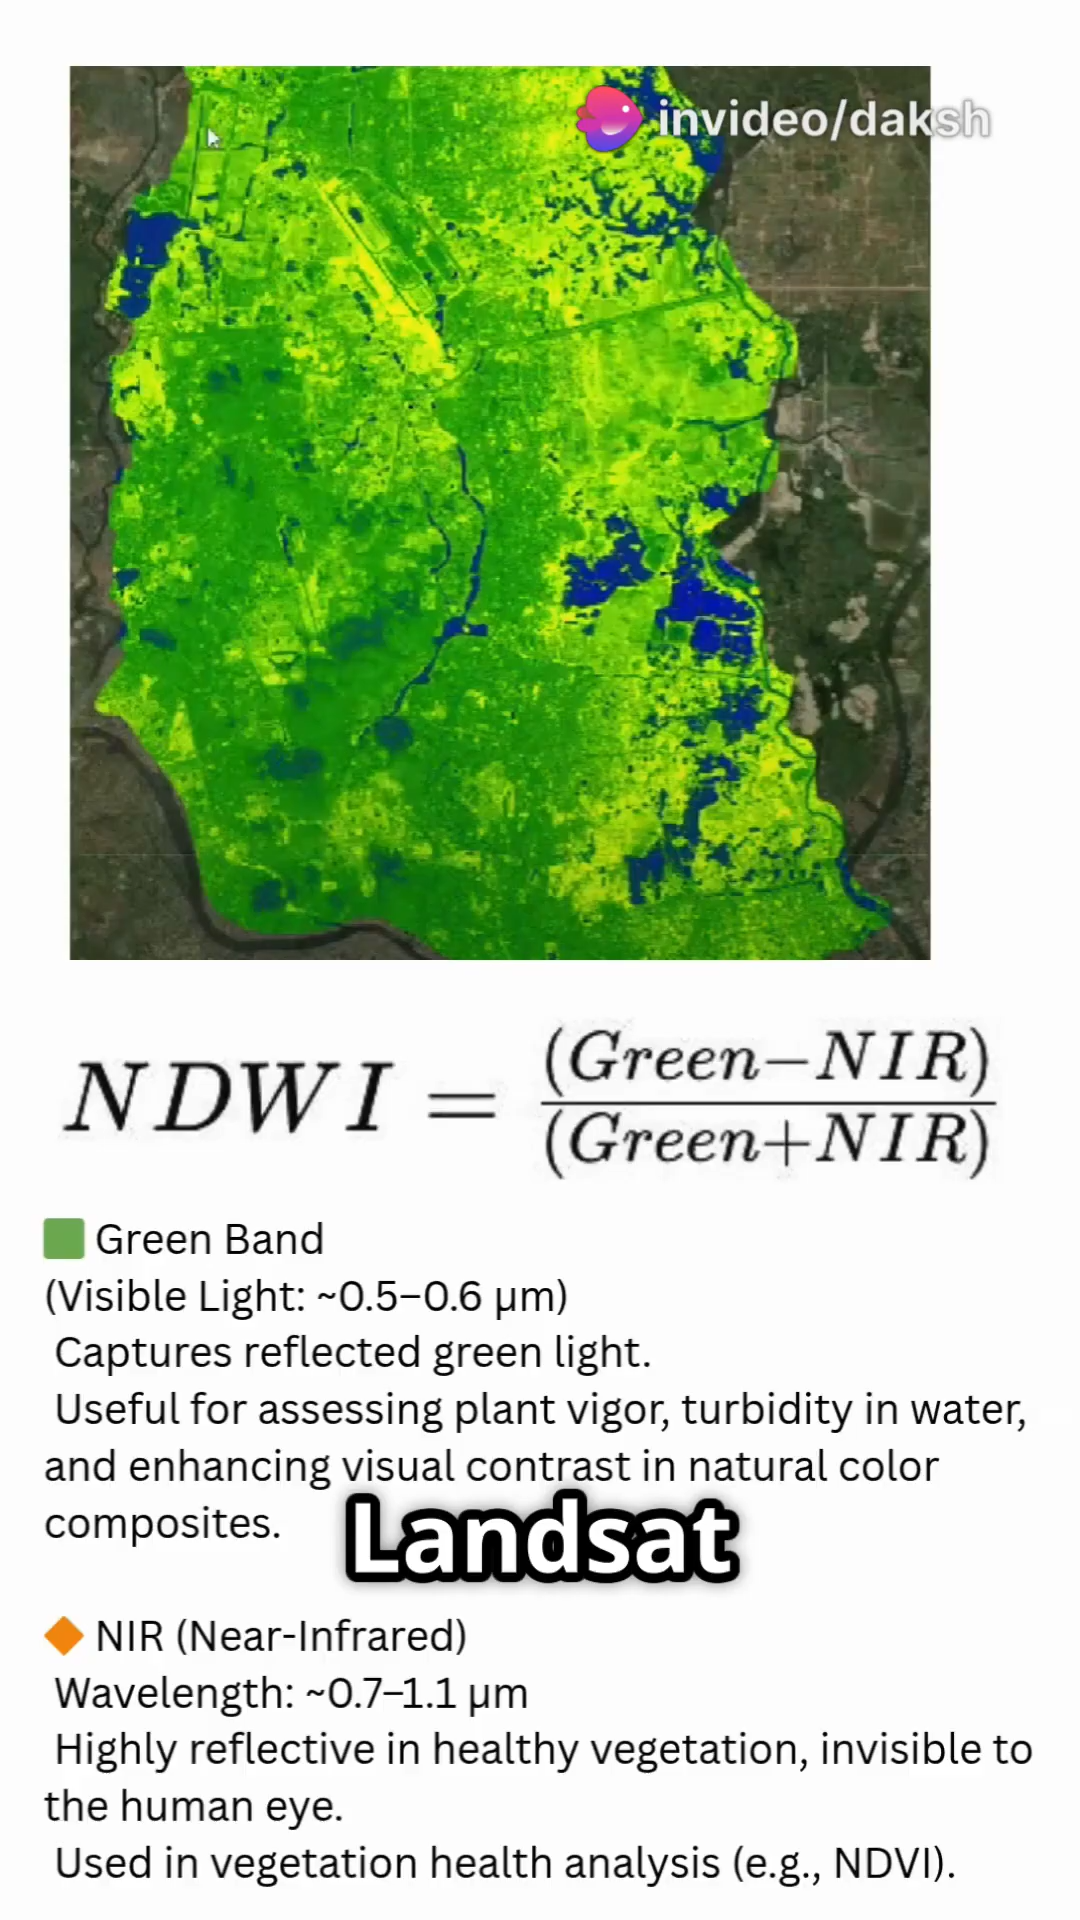 invideo/daksh
NDWI = (Green−NIR)
(Green+NIR)
🟩 Green Band
(Visible Light: ~0.5–0.6 µm)
Captures reflected green light.
Useful for assessing plant vigor, turbidity in water,
and enhancing visual contrast in natural color
composites.
Landsat
🔶 NIR (Near-Infrared)
Wavelength: ~0.7–1.1 µm
Highly reflective in healthy vegetation, invisible to
the human eye.
Used in vegetation health analysis (e.g., NDVI).